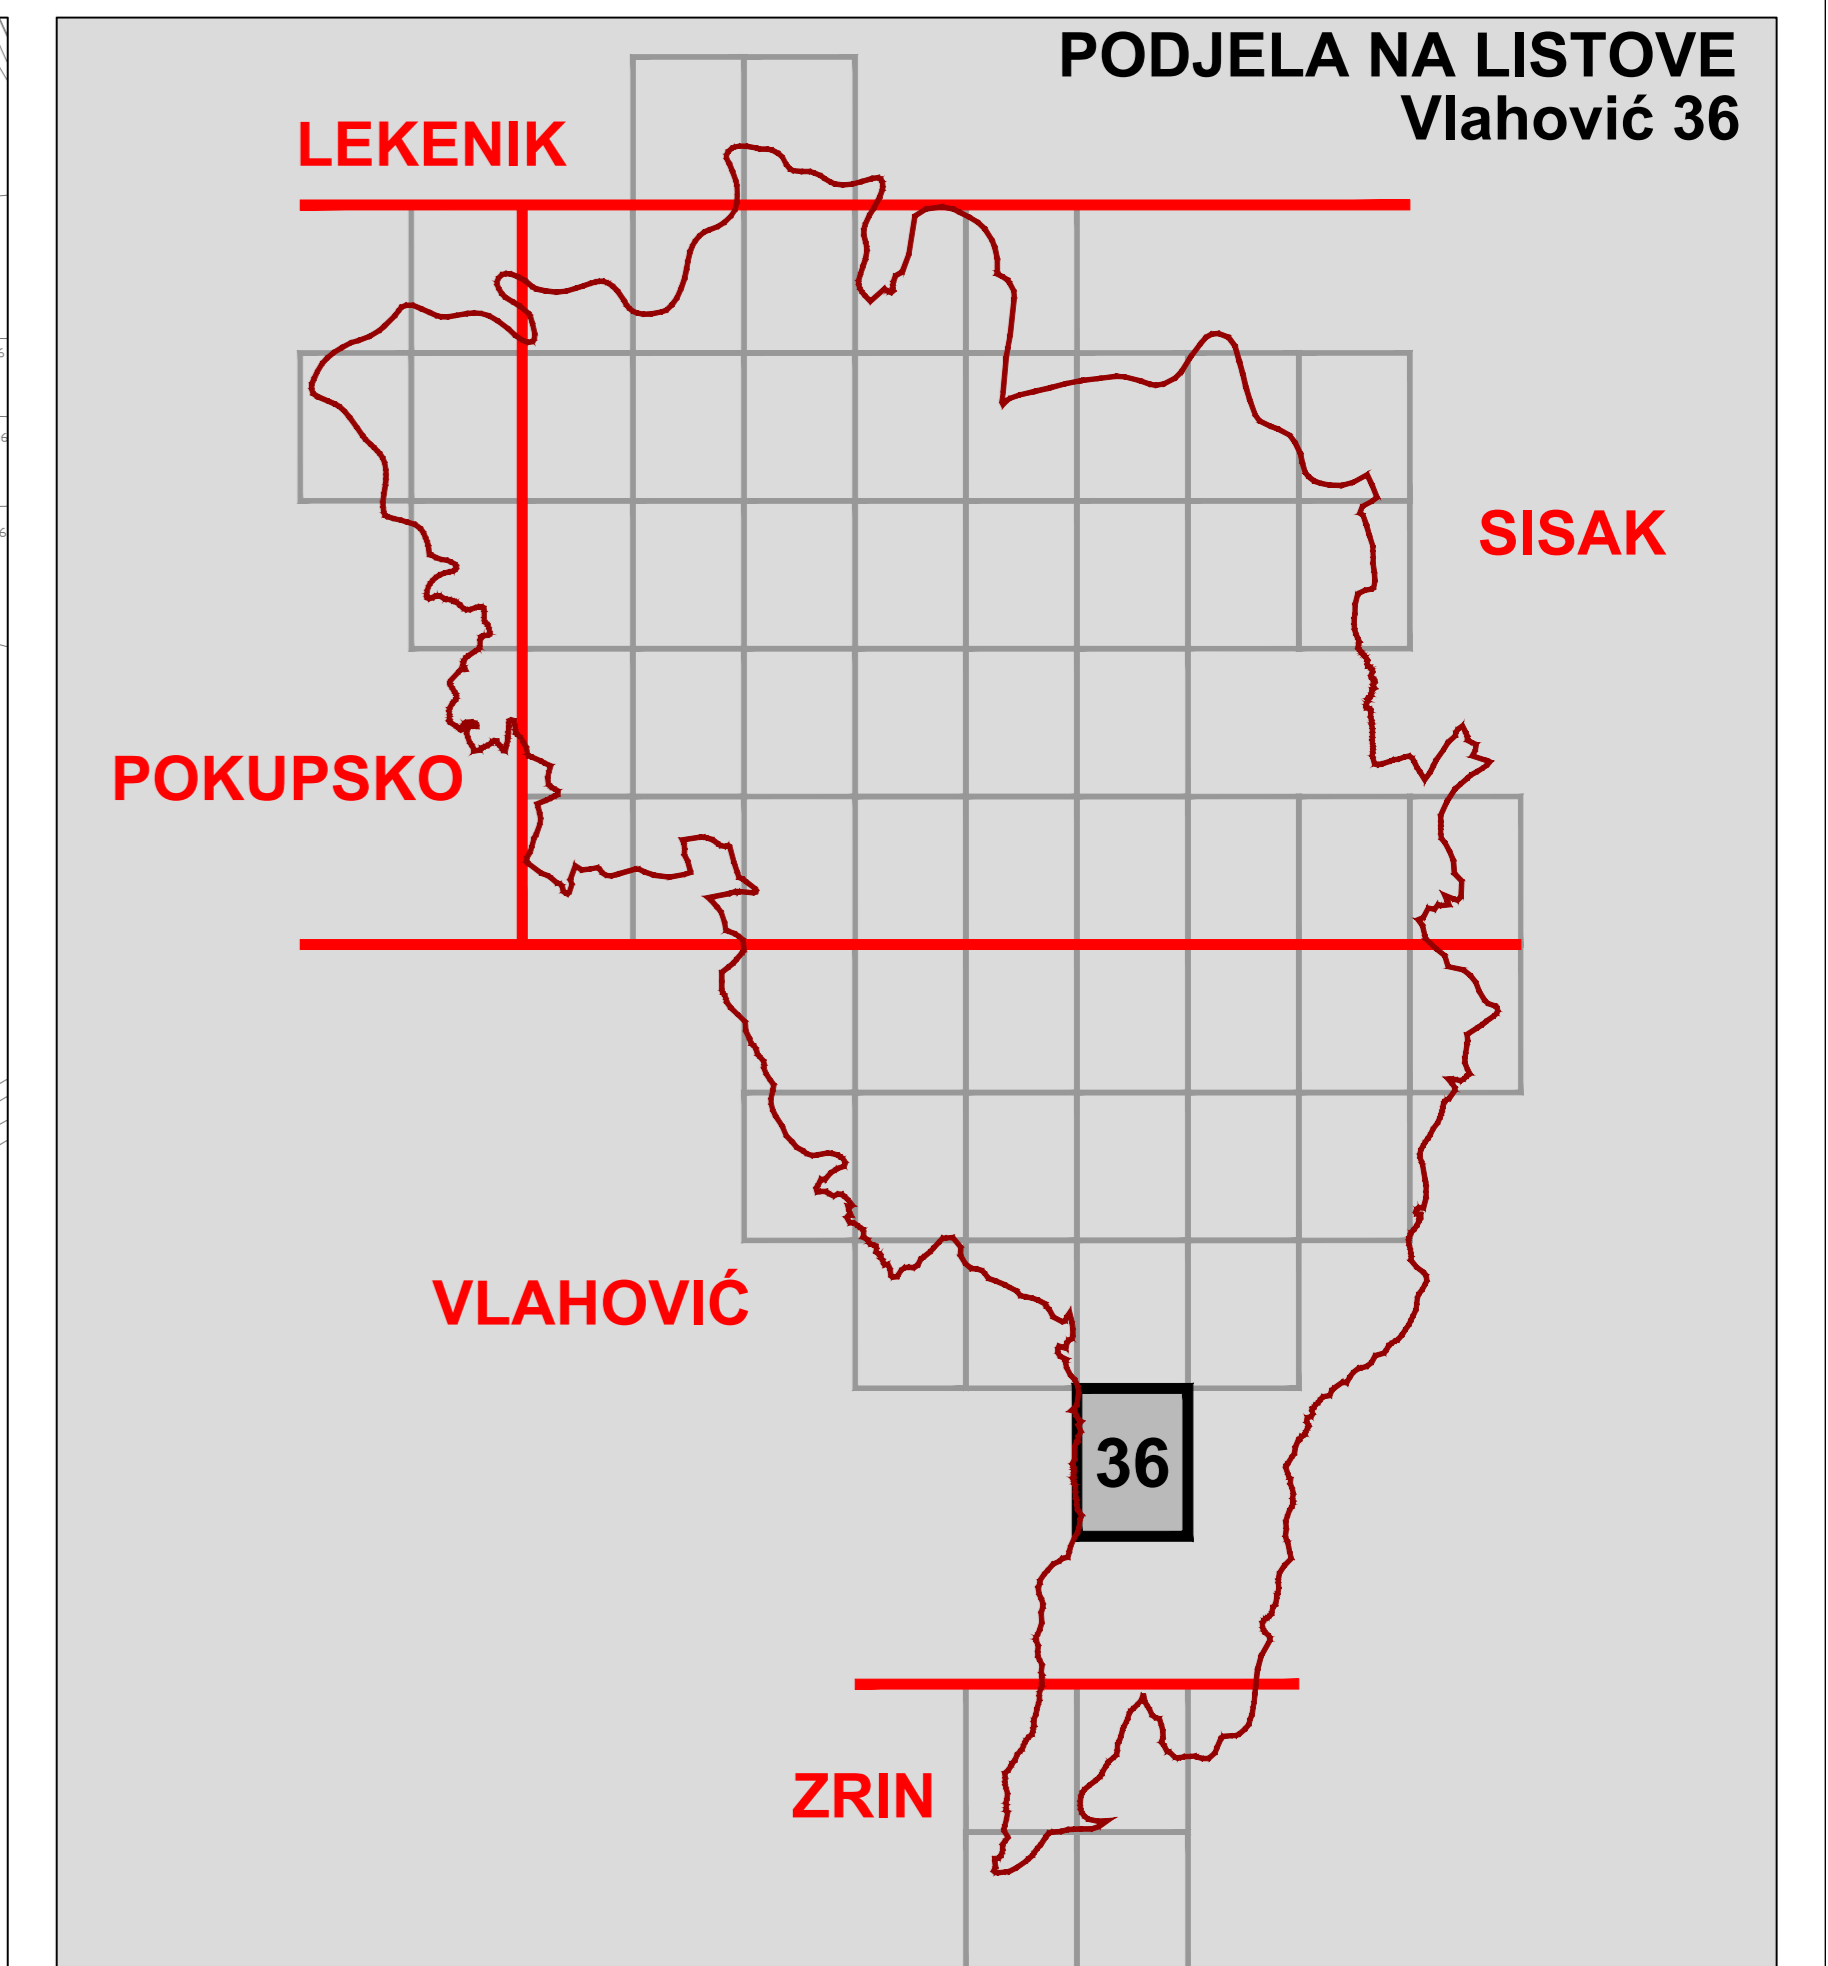 PODJELA NA LISTOVE
Vlahović 36
LEKENIK
SISAK
POKUPSKO
VLAHOVIĆ
36
ZRIN